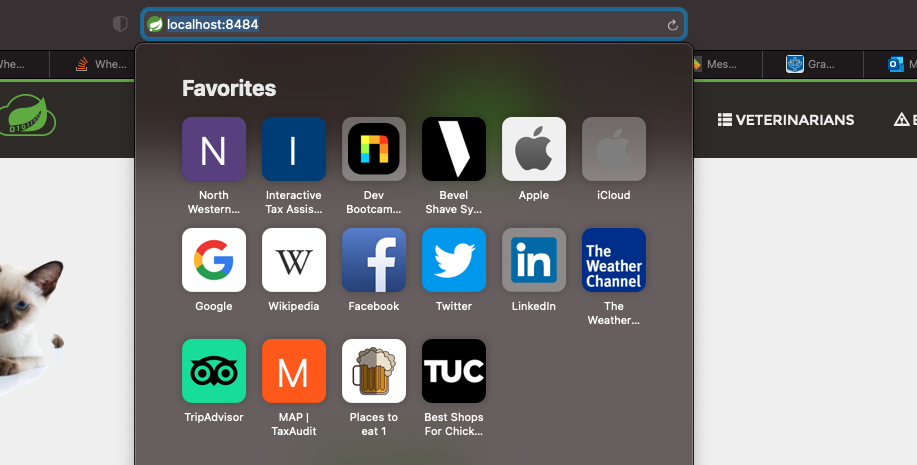 localhost:8484
Whe...
Whe...
Mes...
Gra...
M
0101
VETERINARIANS
Favorites
N
I
North
Western...
Interactive
Tax Assis...
Dev
Bootcam...
Bevel
Shave Sy...
Apple
iCloud
G
W
f
in
The
Weather
Channel
Google
Wikipedia
Facebook
Twitter
LinkedIn
The
Weather...
M
TUC
TripAdvisor
MAP |
TaxAudit
Places to
eat 1
Best Shops
For Chick...